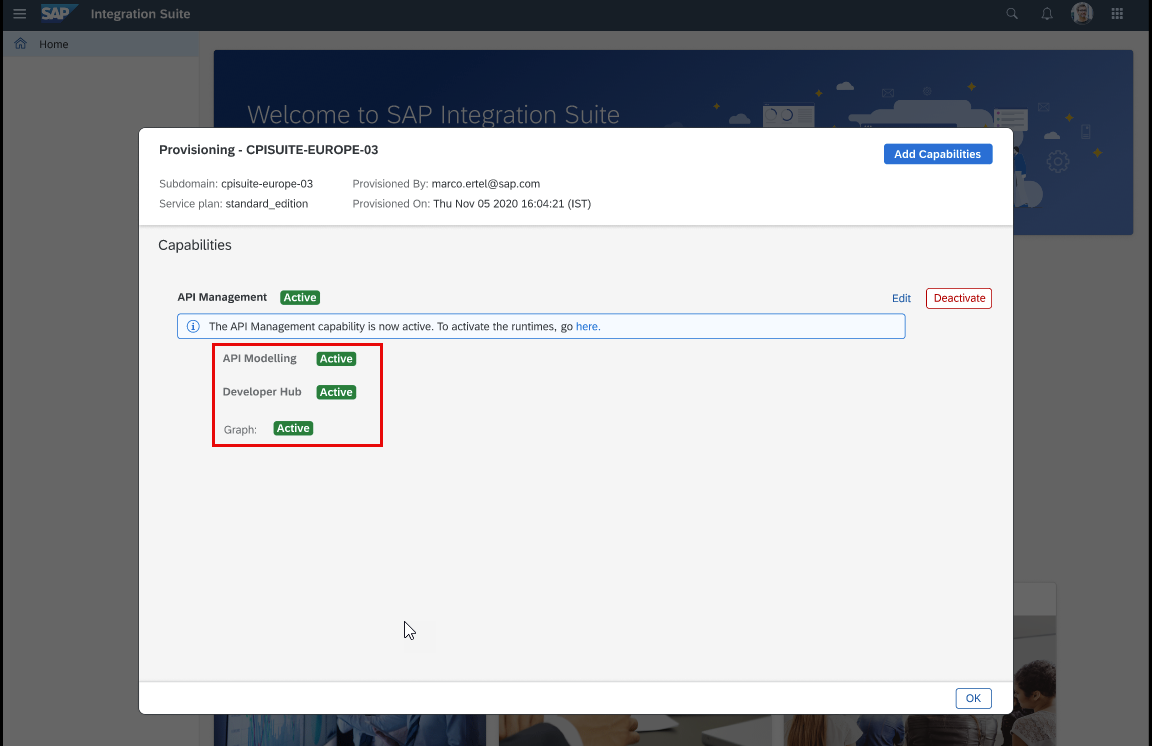 SAP Integration Suite
Home
Welcome to SAP Integration Suite
Provisioning - CPISUITE-EUROPE-03
Add Capabilities
Subdomain: cpisuite-europe-03 Provisioned By: marco.ertel@sap.com
Service plan: standard_edition Provisioned On: Thu Nov 05 2020 16:04:21 (IST)
Capabilities
API Management Active Edit Deactivate
The API Management capability is now active. To activate the runtimes, go here.
API Modelling Active
Developer Hub Active
Graph: Active
OK